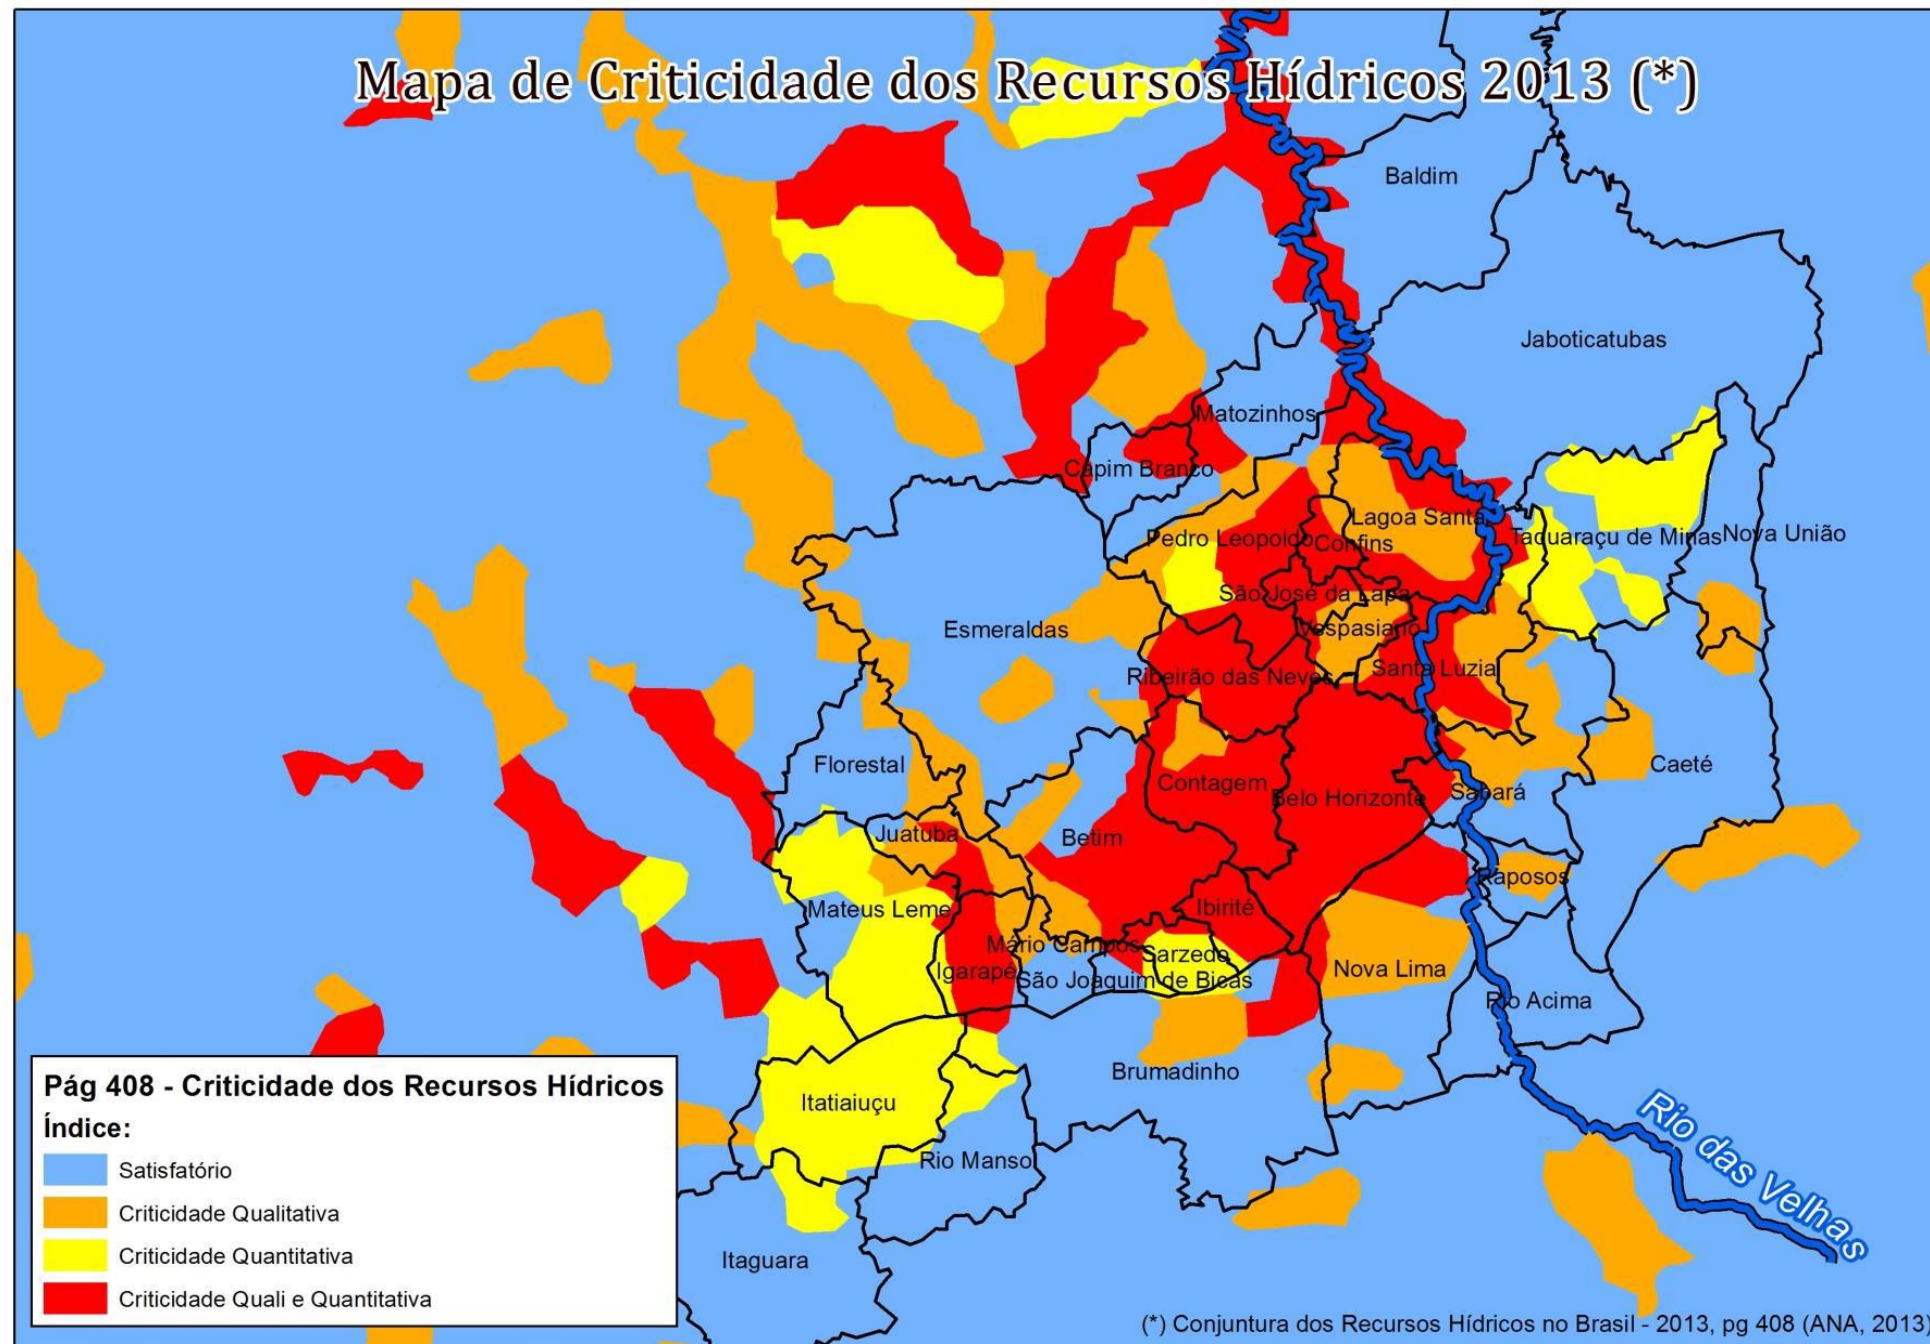 Mapa de Criticidade dos Recursos Hídricos 2013 (*)
Baldim
Jaboticatubas
Matozinhos
Capim Branco
Lagoa Santa
Pedro Leopoldo
Confins
Taquaraçu de Minas
Nova União
São José da Lapa
Esmeraldas
Vespasiano
Ribeirão das Neves
Santa Luzia
Florestal
Contagem
Caeté
Belo Horizonte
Sabará
Juatuba
Betim
Raposos
Mateus Leme
Ibirité
Mário Campos
Sarzedo
Igarapé
São Joaquim de Bicas
Nova Lima
Rio Acima
Brumadinho
Itatiaiuçu
Rio Manso
Itaguara
Rio das Velhas
Pág 408 - Criticidade dos Recursos Hídricos
Índice:
Satisfatório
Criticidade Qualitativa
Criticidade Quantitativa
Criticidade Quali e Quantitativa
(*) Conjuntura dos Recursos Hídricos no Brasil - 2013, pg 408 (ANA, 2013)